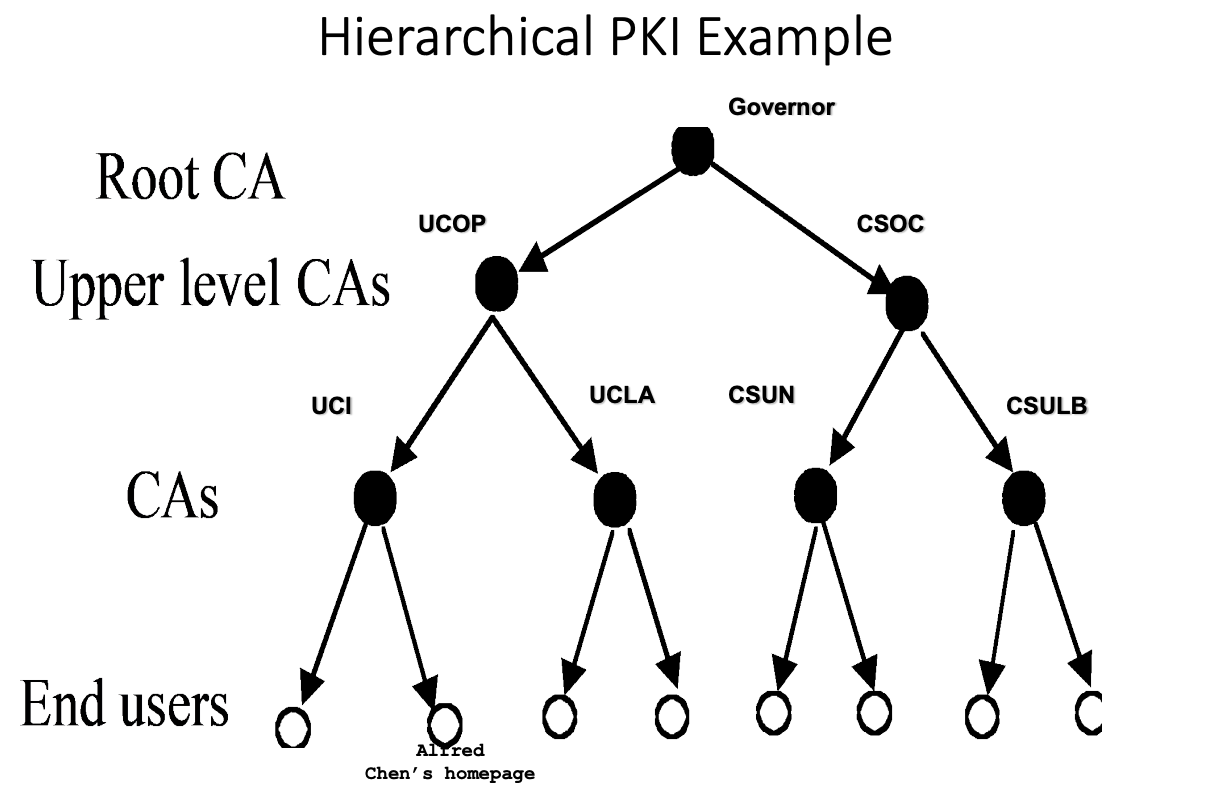 Hierarchical PKI Example
Governor
Root CA
UCOP
CSOC
Upper level CAs
UCI
UCLA
CSUN
CSULB
CAs
End users
Alfred
Chen’s homepage